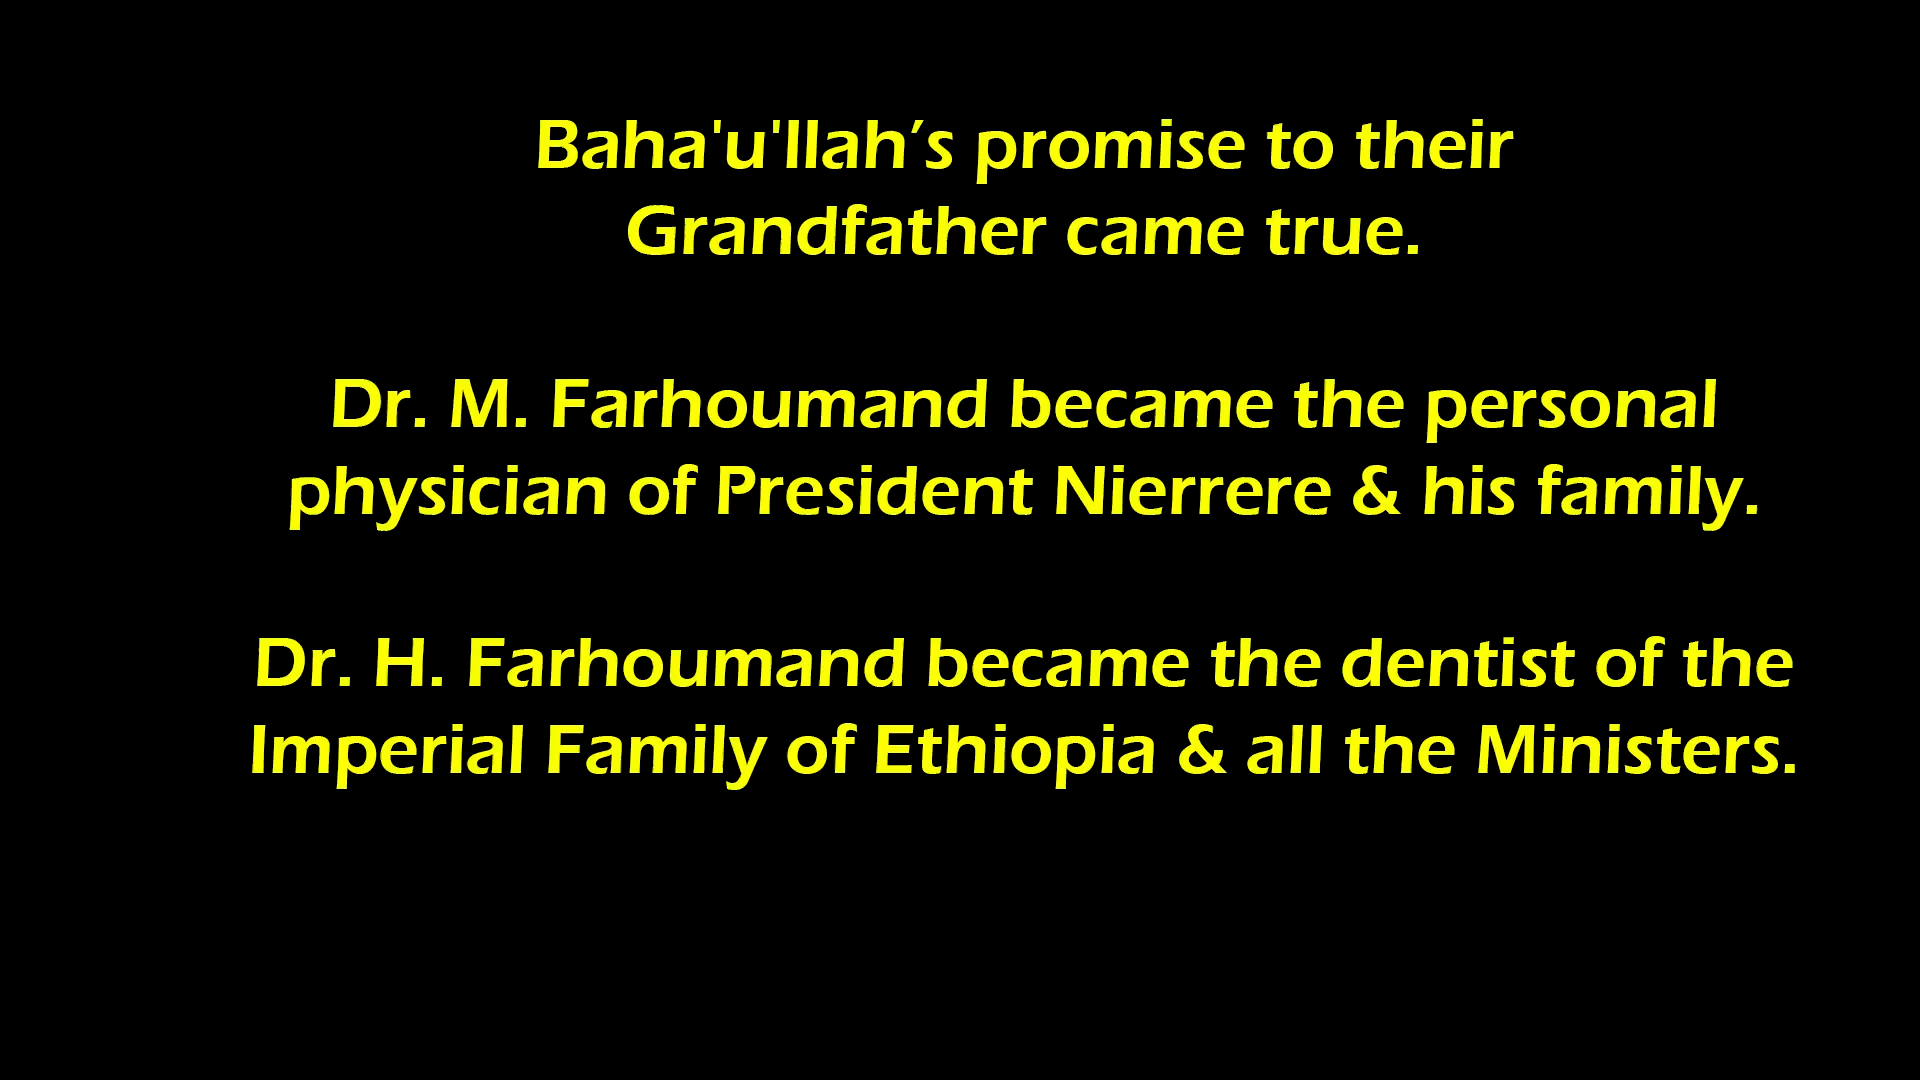 Baha'u'llah’s promise to their
Grandfather came true.
Dr. M. Farhoumand became the personal
physician of President Nierrere & his family.
Dr. H. Farhoumand became the dentist of the
Imperial Family of Ethiopia & all the Ministers.